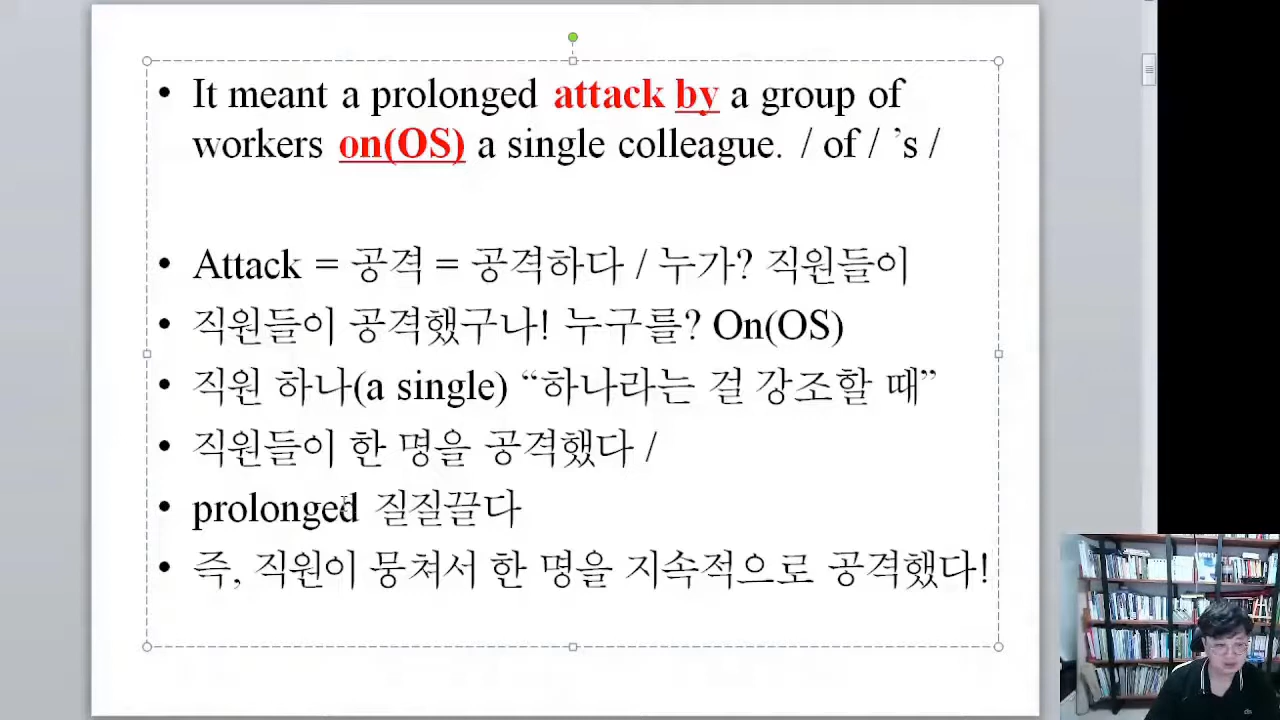 • It meant a prolonged attack by a group of
workers on(OS) a single colleague. / of / ’s /
• Attack = 공격 = 공격하다 / 누가? 직원들이
• 직원들이 공격했구나! 누구를? On(OS)
• 직원 하나(a single) “하나라는 걸 강조할 때”
• 직원들이 한 명을 공격했다 /
• prolonged 질질끌다
• 즉, 직원이 뭉쳐서 한 명을 지속적으로 공격했다!